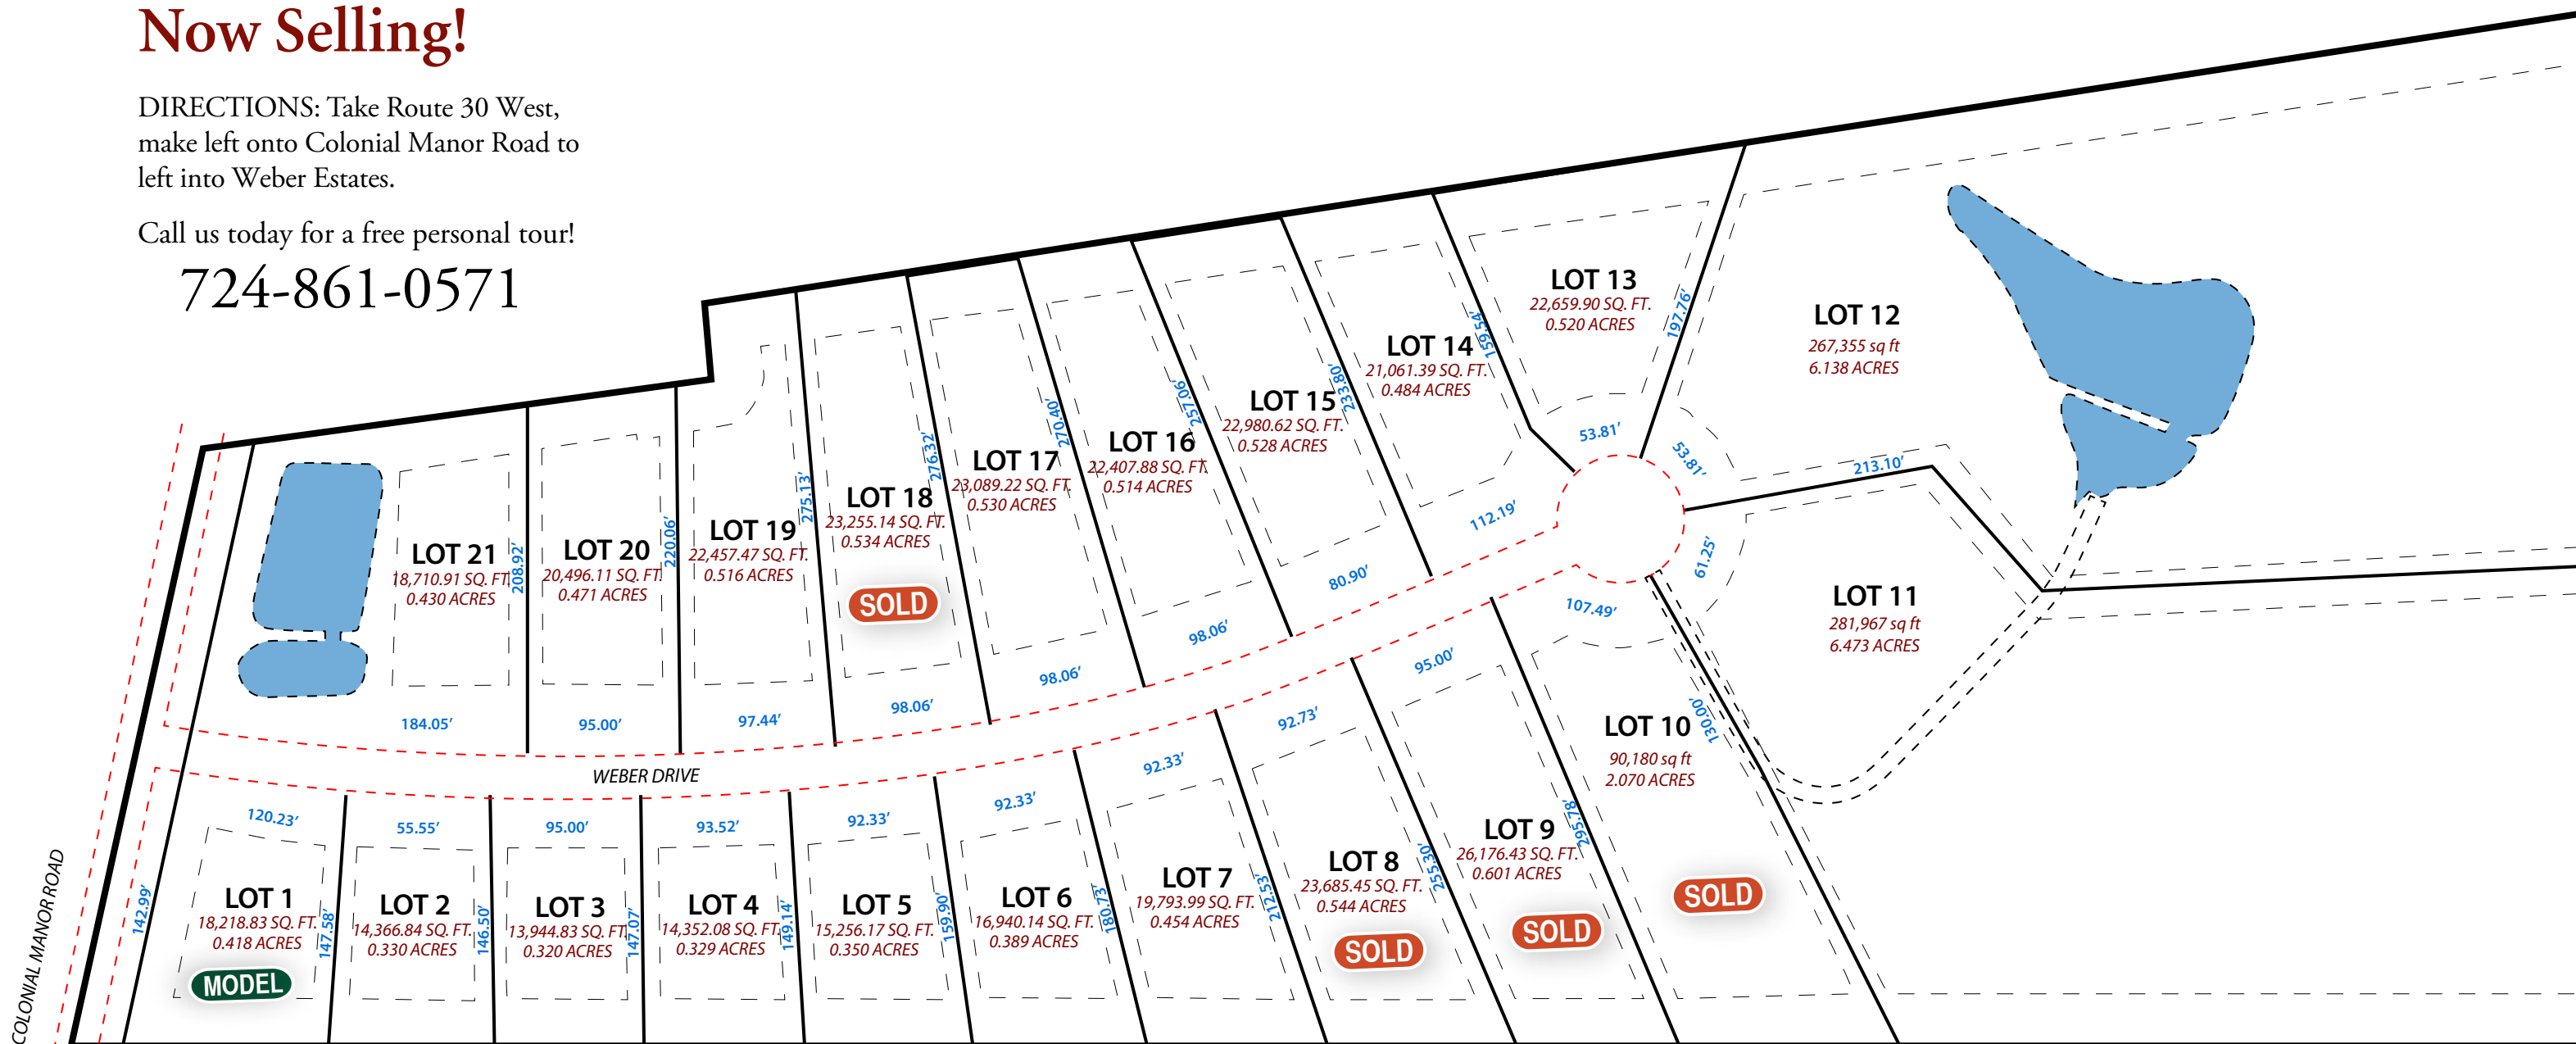 Now Selling!
DIRECTIONS: Take Route 30 West,
make left onto Colonial Manor Road to
left into Weber Estates.
Call us today for a free personal tour!
724-861-0571
LOT 13
22,659.90 SQ. FT.
0.520 ACRES
197.76’
LOT 12
267,355 sq ft
6.138 ACRES
LOT 14
21,061.39 SQ. FT.
0.484 ACRES
159.54’
LOT 15
22,980.62 SQ. FT.
0.528 ACRES
233.80’
LOT 16
22,407.88 SQ. FT.
0.514 ACRES
257.06’
LOT 17
23,089.22 SQ. FT.
0.530 ACRES
270.40’
LOT 18
23,255.14 SQ. FT.
0.534 ACRES
276.32’
SOLD
LOT 19
22,457.47 SQ. FT.
0.516 ACRES
275.13’
LOT 20
20,496.11 SQ. FT.
0.471 ACRES
220.06’
LOT 21
18,710.91 SQ. FT.
0.430 ACRES
208.92’
53.81’
53.81’
213.10’
61.25’
107.49’
112.19’
80.90’
98.06’
98.06’
98.06’
97.44’
95.00’
184.05’
LOT 11
281,967 sq ft
6.473 ACRES
WEBER DRIVE
COLONIAL MANOR ROAD
120.23’
55.55’
95.00’
93.52’
92.33’
92.33’
92.33’
92.73’
95.00’
142.99’
LOT 1
18,218.83 SQ. FT.
0.418 ACRES
MODEL
147.58’
LOT 2
14,366.84 SQ. FT.
0.330 ACRES
146.50’
LOT 3
13,944.83 SQ. FT.
0.320 ACRES
147.07’
LOT 4
14,352.08 SQ. FT.
0.329 ACRES
149.14’
LOT 5
15,256.17 SQ. FT.
0.350 ACRES
159.90’
LOT 6
16,940.14 SQ. FT.
0.389 ACRES
180.73’
LOT 7
19,793.99 SQ. FT.
0.454 ACRES
212.53’
LOT 8
23,685.45 SQ. FT.
0.544 ACRES
SOLD
255.30’
LOT 9
26,176.43 SQ. FT.
0.601 ACRES
SOLD
295.78’
LOT 10
90,180 sq ft
2.070 ACRES
SOLD
130.00’